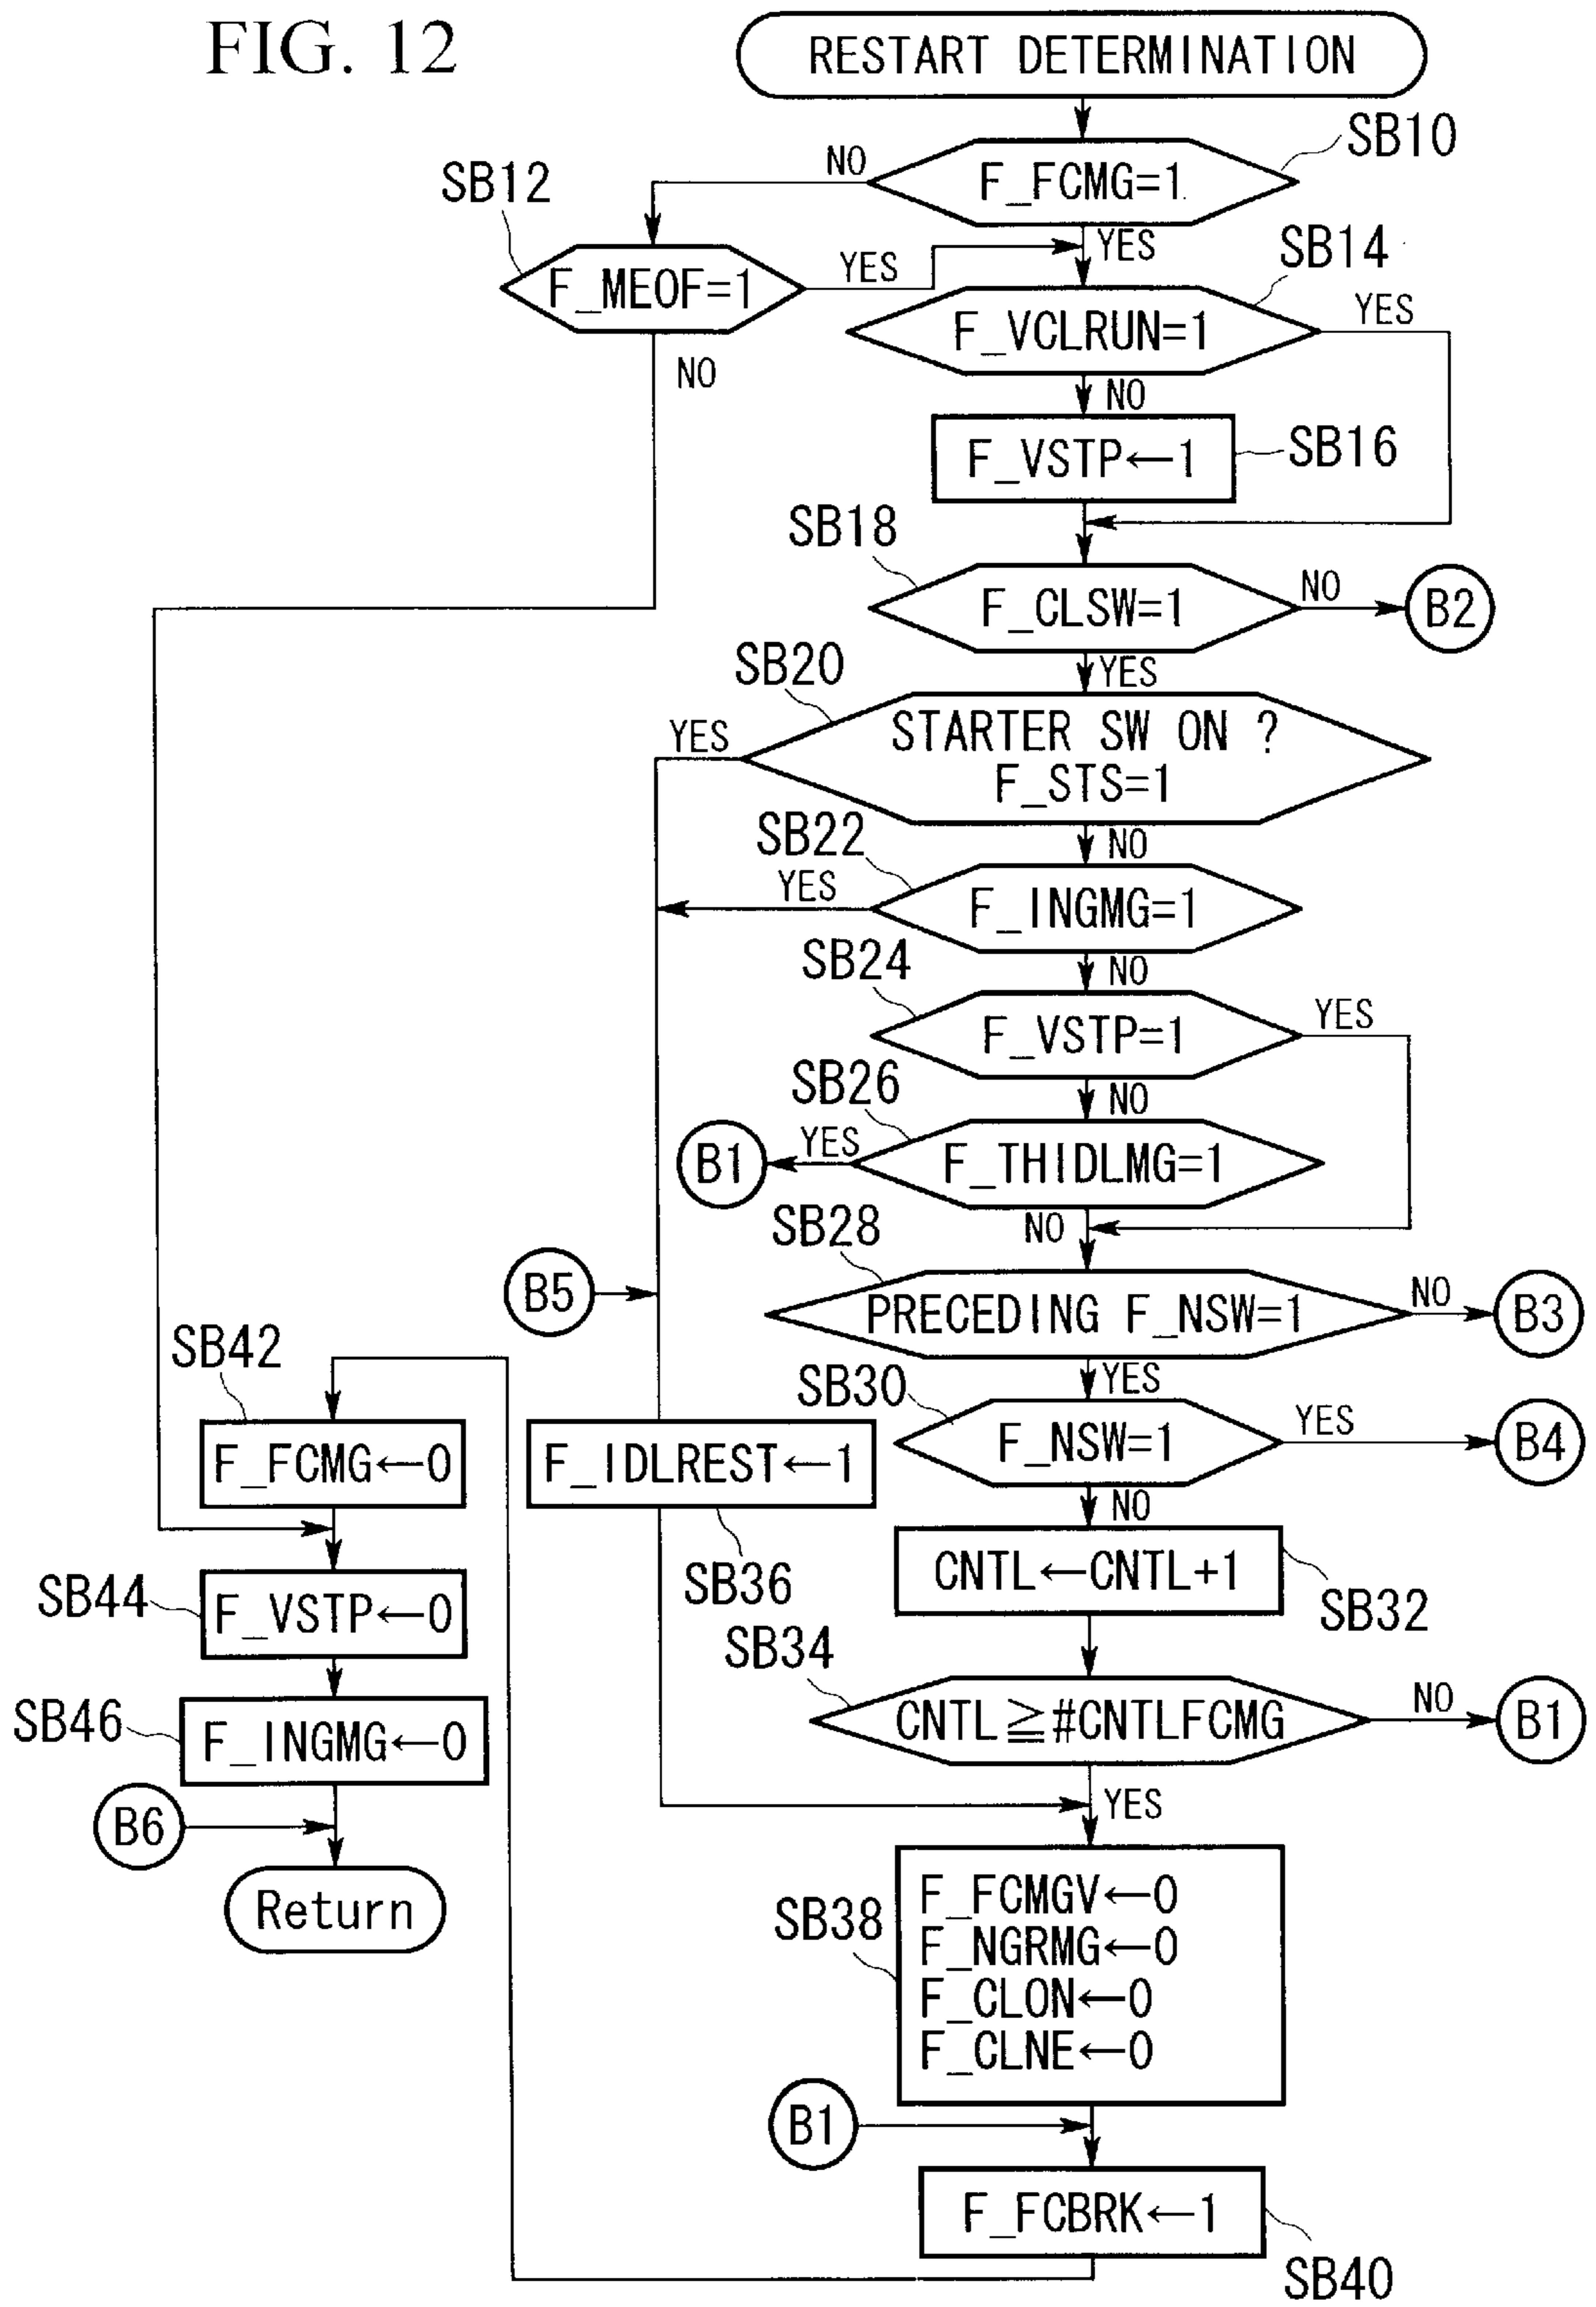 FIG. 12
RESTART DETERMINATION
SB10
NO
F_FCMG=1
SB12
YES
SB14
F_MEOF=1
YES
F_VCLRUN=1
YES
NO
NO
F_VSTP←1
SB16
SB18
F_CLSW=1
NO
B2
SB20
YES
YES
STARTER SW ON ?
F_STS=1
SB22
NO
YES
F_INGMG=1
SB24
NO
F_VSTP=1
YES
SB26
NO
B1
YES
F_THIDLMG=1
SB28
NO
B5
PRECEDING F_NSW=1
NO
B3
SB42
SB30
YES
F_FCMG←0
F_IDLREST←1
F_NSW=1
YES
B4
NO
SB44
F_VSTP←0
SB36
CNTL←CNTL+1
SB32
SB34
SB46
F_INGMG←0
CNTL≧#CNTLFCMG
NO
B1
B6
YES
Return
SB38
F_FCMGV←0
F_NGRMG←0
F_CLON←0
F_CLNE←0
B1
F_FCBRK←1
SB40